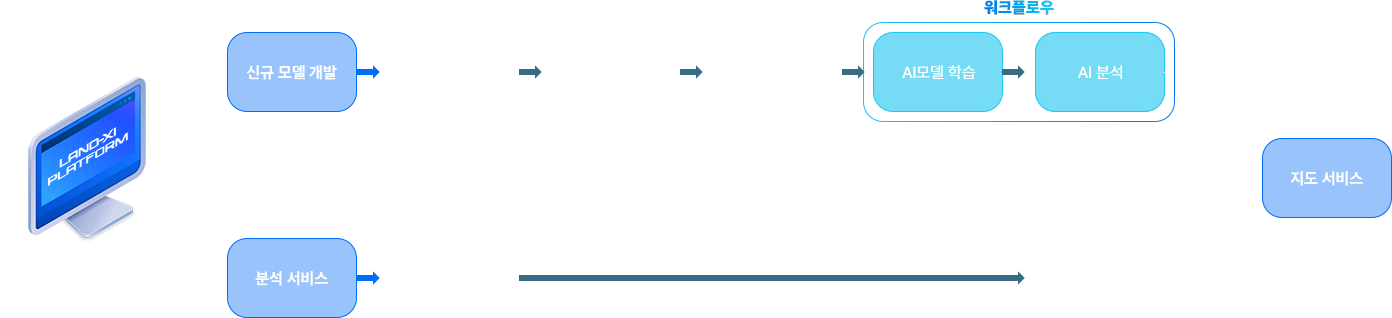 워크플로우
신규 모델 개발
AI모델 학습
AI 분석
LAND-XI
PLATFORM
지도 서비스
분석 서비스